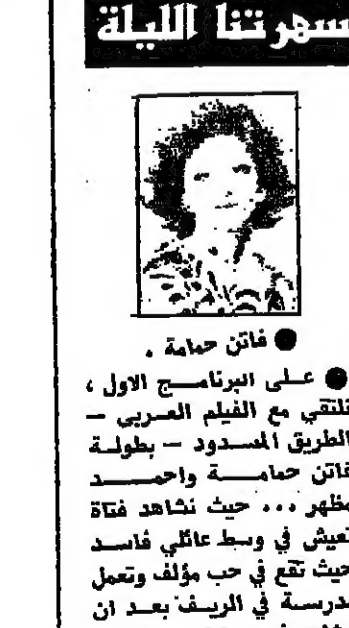 سهرتنا الليلة
● فاتن حمامة .
● على البرنامج الاول ،
نلتقي مع الفيلم العربي —
الطريق المسدود — بطولة
فاتن حمامة واحمد
مظهر ... حيث نشاهد فتاة
تعيش في وسط عائلي فاسد
حيث تقع في حب مؤلف وتعمل
مدرسة في الريف بعد ان